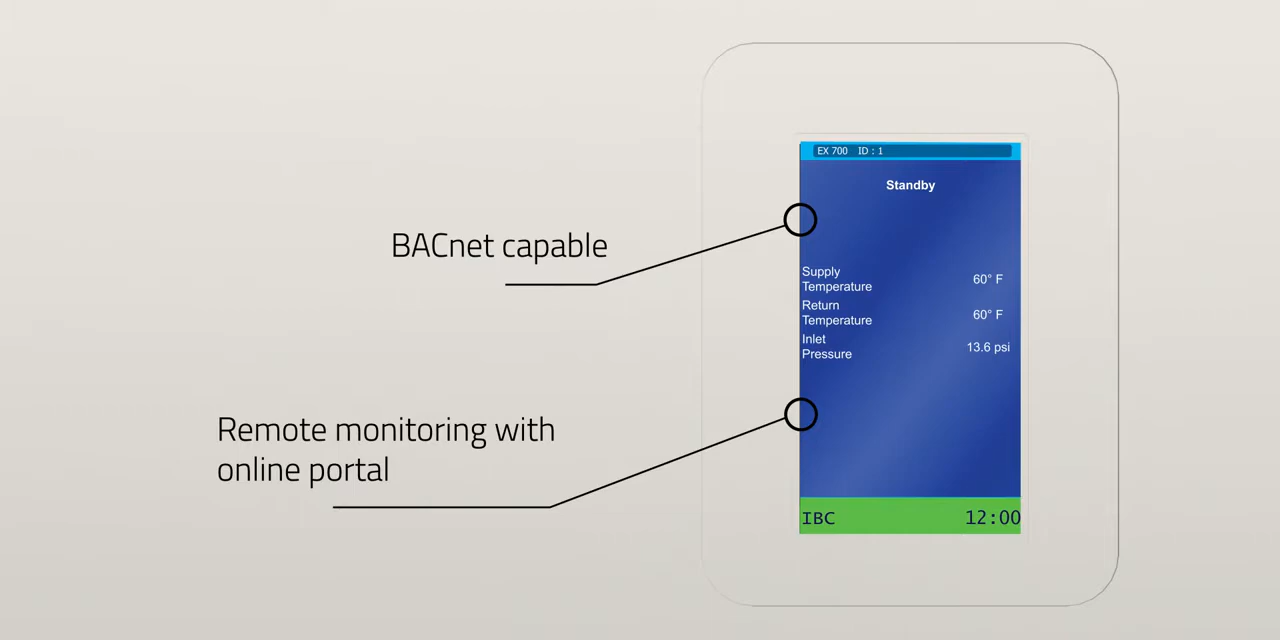 BACnet capable
Remote monitoring with
online portal
EX 700 ID : 1
Standby
Supply
Temperature 60° F
Return
Temperature 60° F
Inlet
Pressure 13.6 psi
IBC 12:00